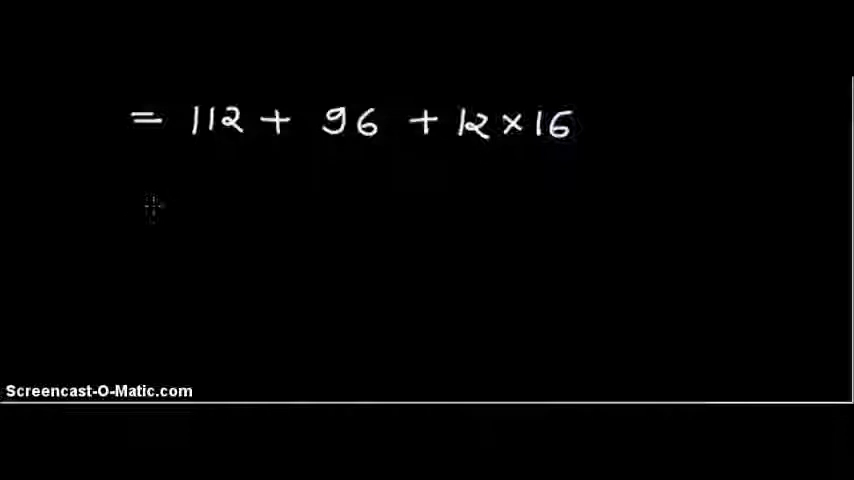 = 112 + 96 + 12 × 16
Screencast-O-Matic.com